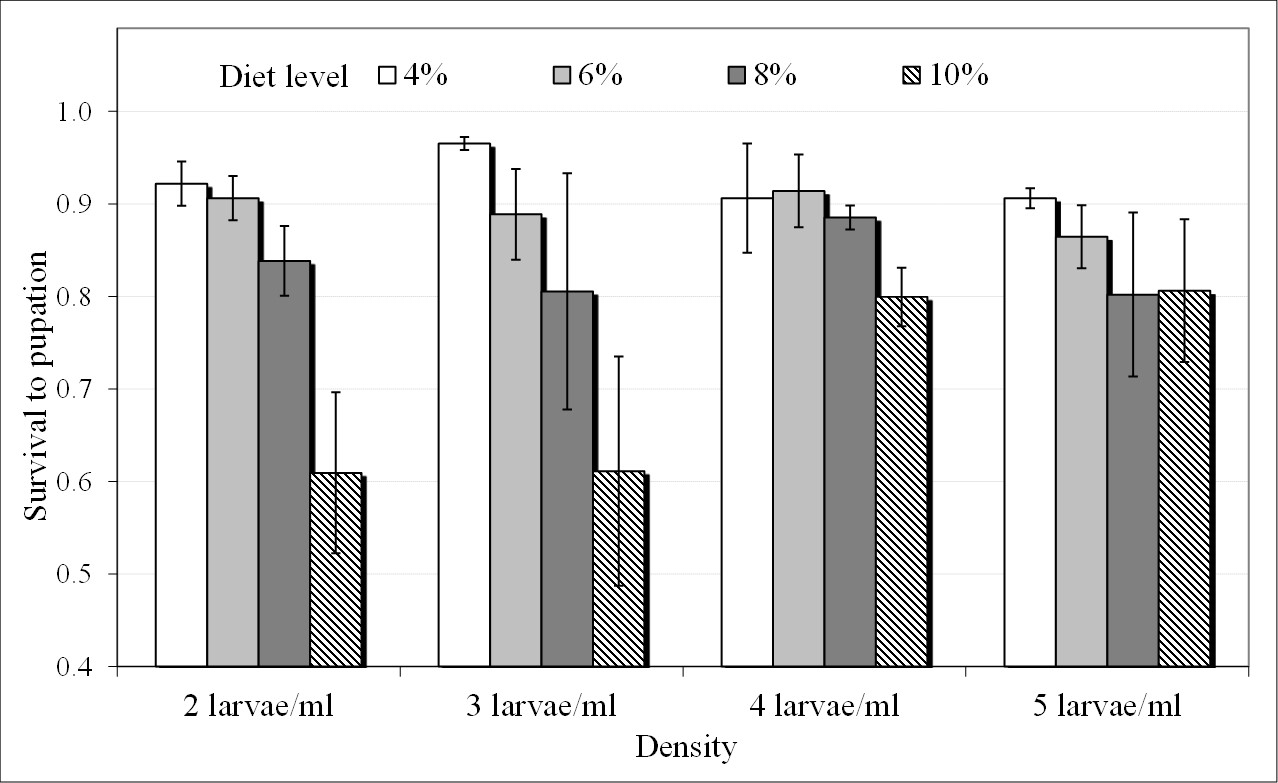 Diet level 4% 6% 8% 10%
1.0
0.9
0.8
0.7
0.6
0.5
0.4
Survival to pupation
2 larvae/ml 3 larvae/ml 4 larvae/ml 5 larvae/ml
Density